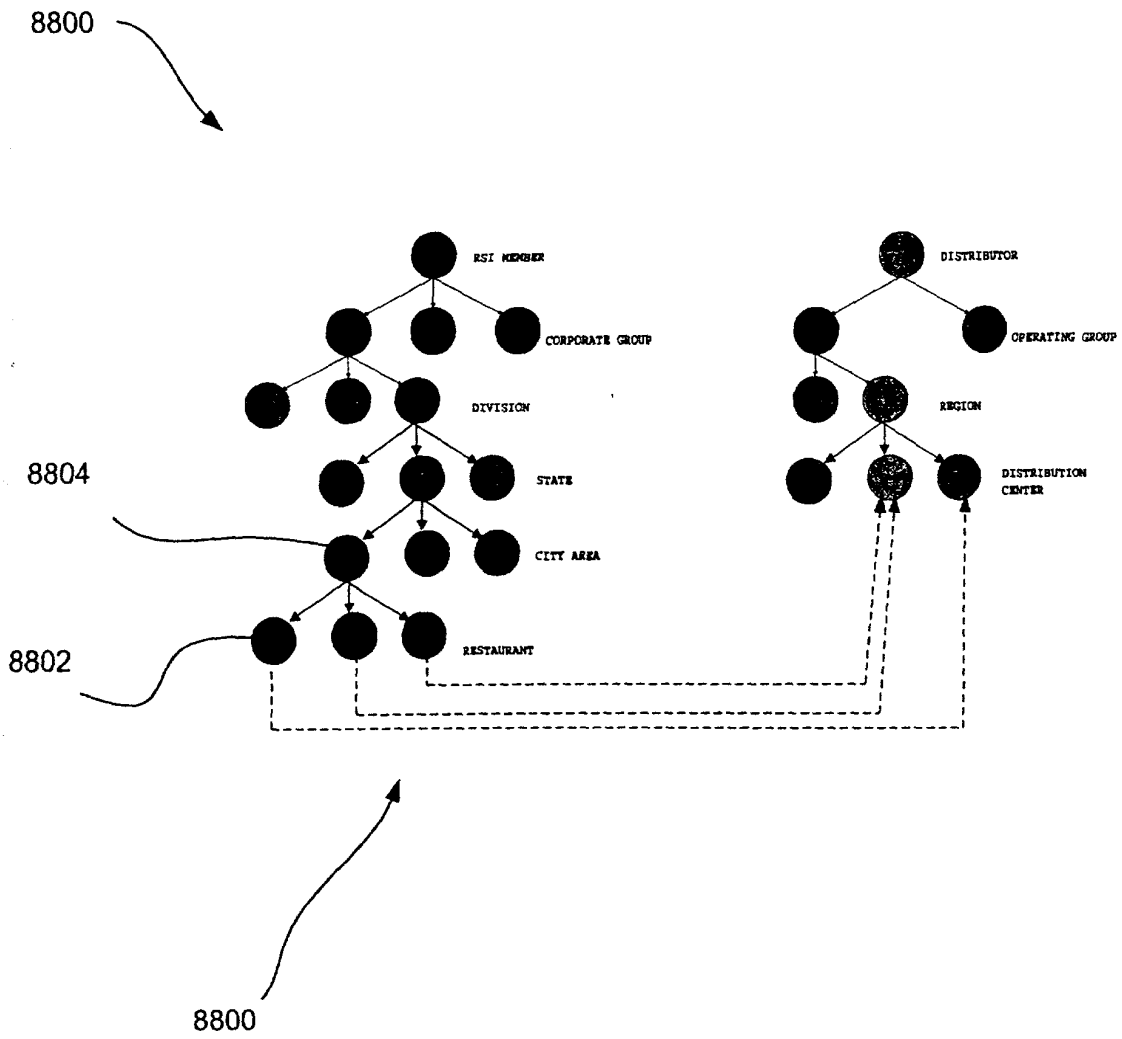 8800
RSI MEMBER
DISTRIBUTOR
CORPORATE GROUP
OPERATING GROUP
DIVISION
REGION
8804
STATE
DISTRIBUTION
CENTER
CITY AREA
8802
RESTAURANT
8800